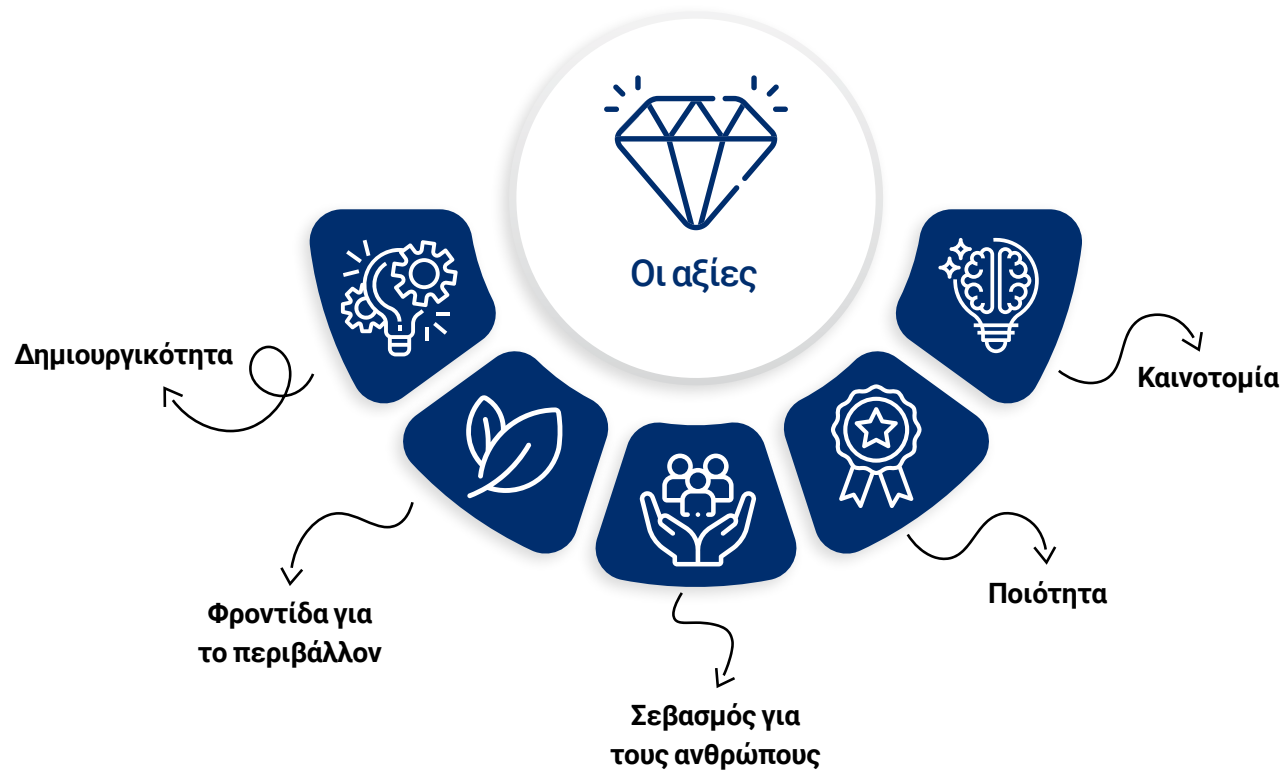 Οι αξίες
Δημιουργικότητα
Φροντίδα για
το περιβάλλον
Σεβασμός για
τους ανθρώπους
Ποιότητα
Καινοτομία